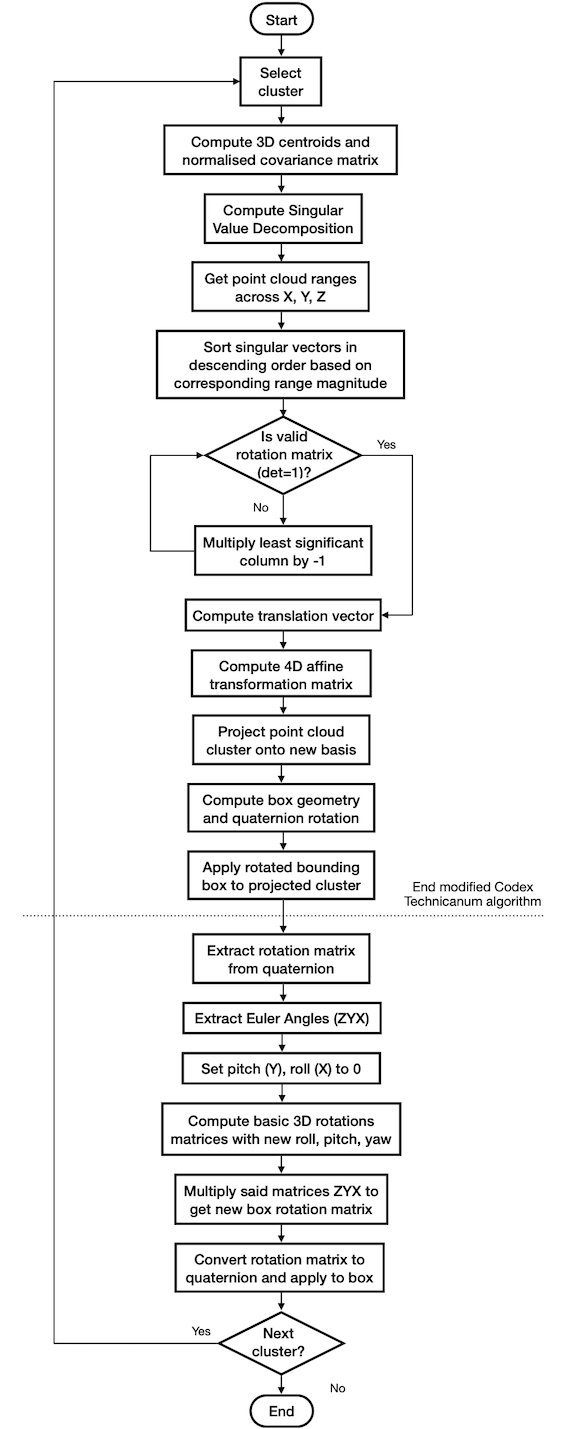 Start
Select
cluster
Compute 3D centroids and
normalised covariance matrix
Compute Singular
Value Decomposition
Get point cloud ranges
across X, Y, Z
Sort singular vectors in
descending order based on
corresponding range magnitude
Is valid
rotation matrix
(det=1)?
Yes
No
Multiply least significant
column by -1
Compute translation vector
Compute 4D affine
transformation matrix
Project point cloud
cluster onto new basis
Compute box geometry
and quaternion rotation
Apply rotated bounding
box to projected cluster
End modified Codex
Technicanum algorithm
Extract rotation matrix
from quaternion
Extract Euler Angles (ZYX)
Set pitch (Y), roll (X) to 0
Compute basic 3D rotations
matrices with new roll, pitch, yaw
Multiply said matrices ZYX to
get new box rotation matrix
Convert rotation matrix to
quaternion and apply to box
Yes
Next
cluster?
No
End